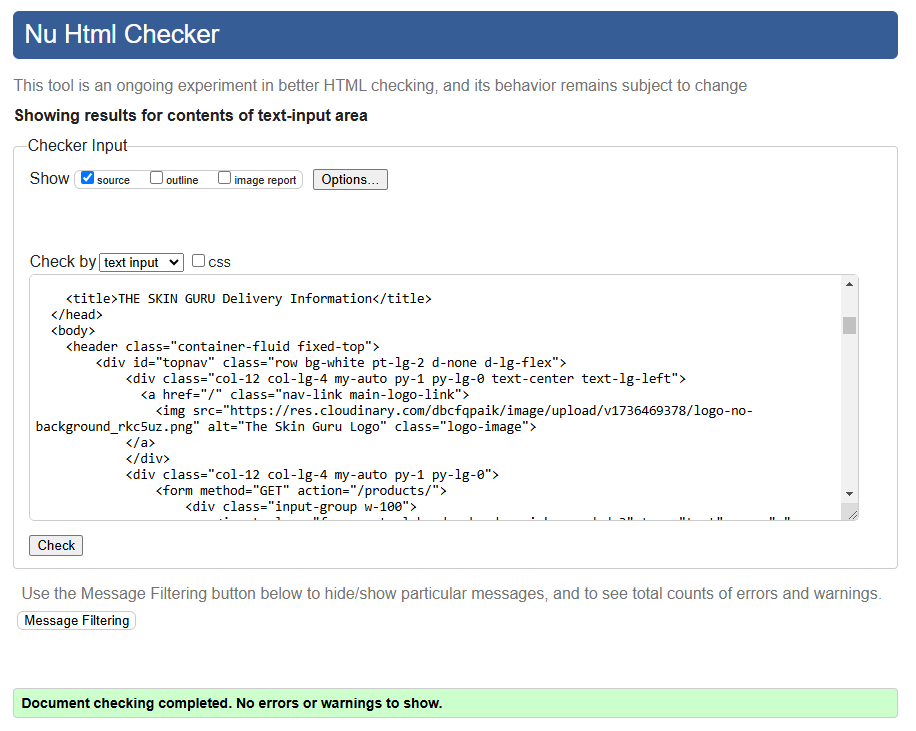 Nu Html Checker
This tool is an ongoing experiment in better HTML checking, and its behavior remains subject to change
Showing results for contents of text-input area
Checker Input
Show source outline image report Options...
Check by text input css
<title>THE SKIN GURU Delivery Information</title>
</head>
<body>
<header class="container-fluid fixed-top">
<div id="topnav" class="row bg-white pt-lg-2 d-none d-lg-flex">
<div class="col-12 col-lg-4 my-auto py-1 py-lg-0 text-center text-lg-left">
<a href="/" class="nav-link main-logo-link">
<img src="https://res.cloudinary.com/dbcfqpaik/image/upload/v1736469378/logo-no-
background_rkc5uz.png" alt="The Skin Guru Logo" class="logo-image">
</a>
</div>
<div class="col-12 col-lg-4 my-auto py-1 py-lg-0">
<form method="GET" action="/products/">
<div class="input-group w-100">
Check
Use the Message Filtering button below to hide/show particular messages, and to see total counts of errors and warnings.
Message Filtering
Document checking completed. No errors or warnings to show.